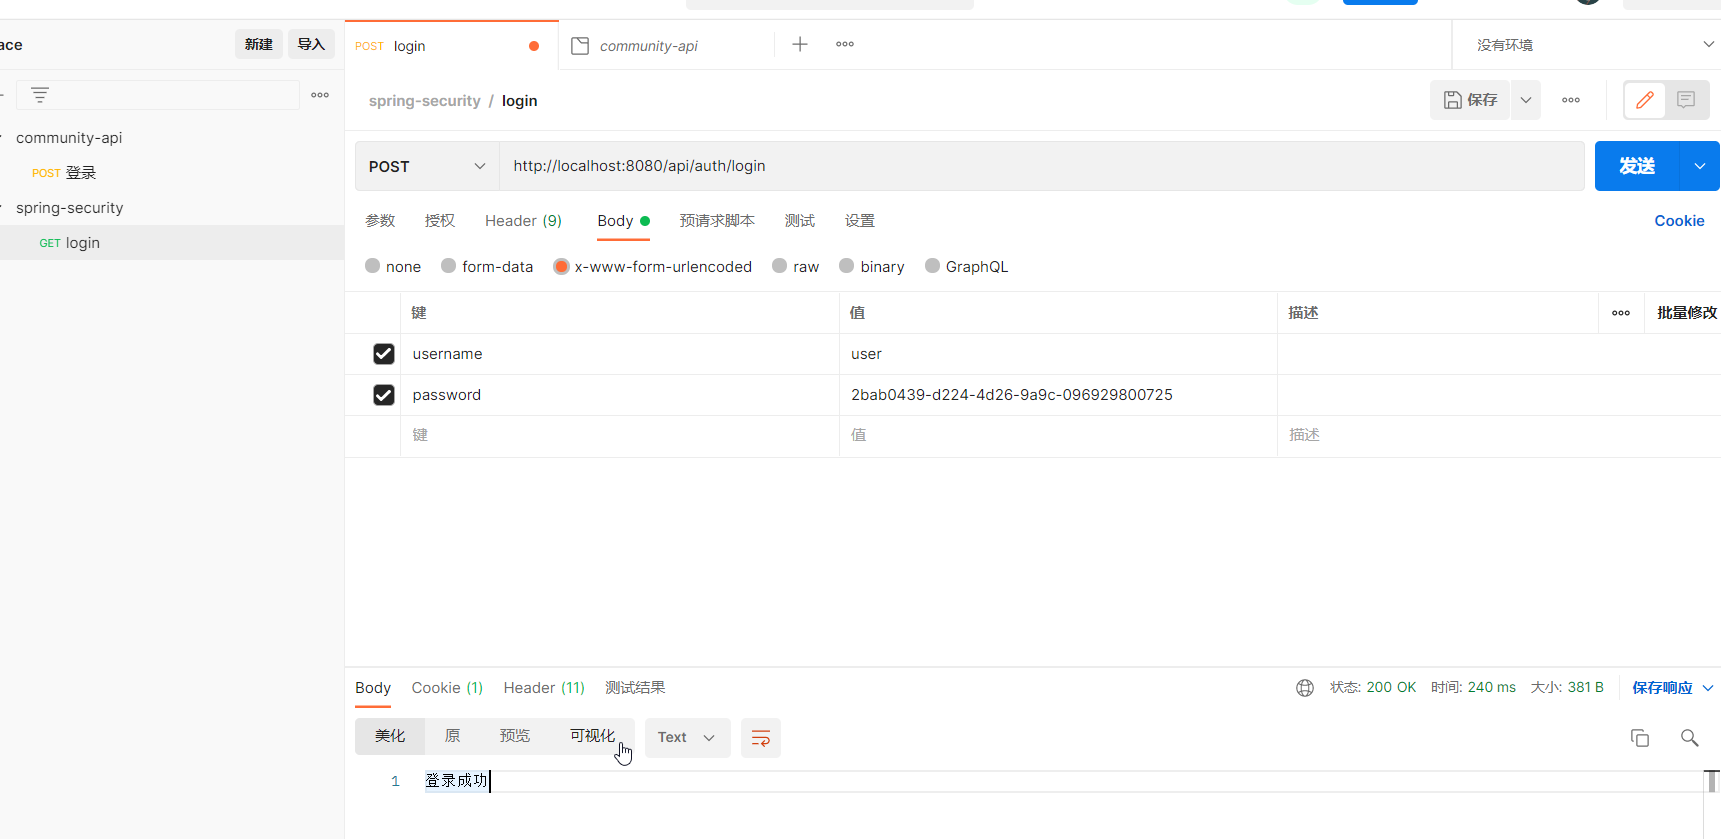 ace 新建 导入
community-api
POST 登录
spring-security
GET login
POST login community-api 没有环境
spring-security / login 保存
POST http://localhost:8080/api/auth/login 发送
参数 授权 Header (9) Body 预请求脚本 测试 设置 Cookie
none form-data x-www-form-urlencoded raw binary GraphQL
键 值 描述 批量修改
username user
password 2bab0439-d224-4d26-9a9c-096929800725
键 值 描述
Body Cookie (1) Header (11) 测试结果 状态: 200 OK 时间: 240 ms 大小: 381 B 保存响应
美化 原 预览 可视化 Text
1 登录成功